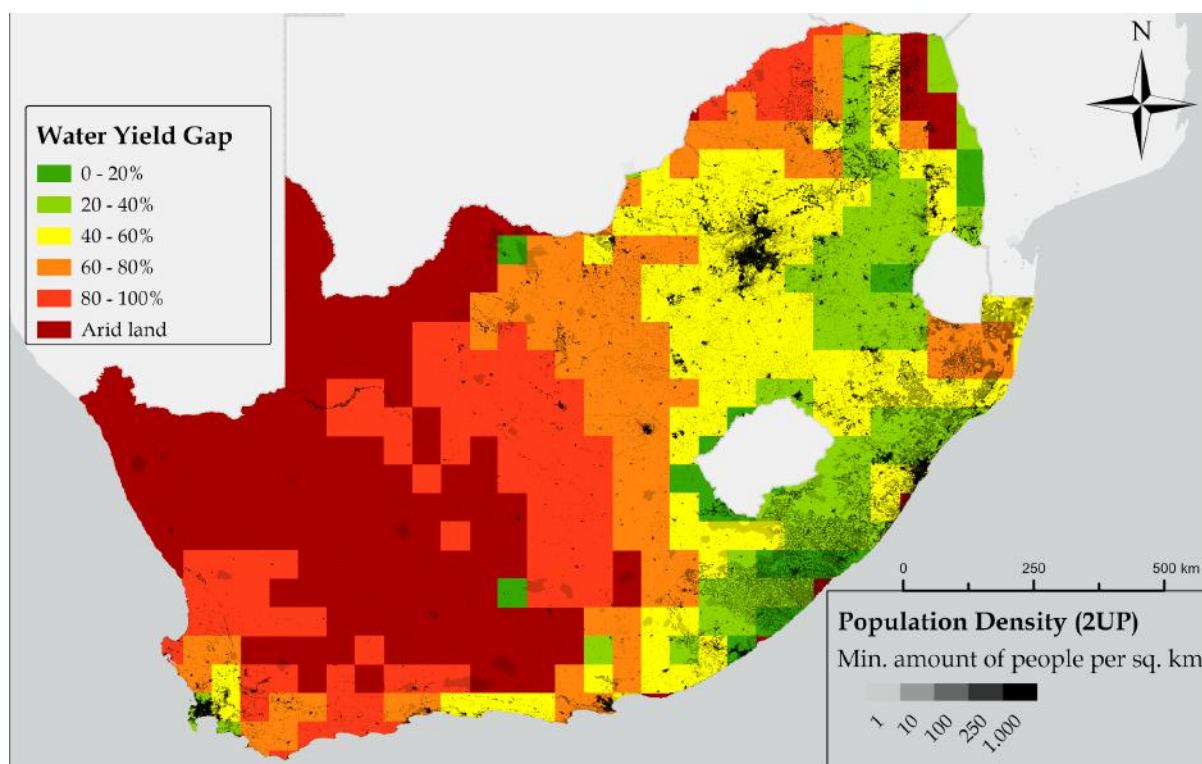 N
Water Yield Gap
0 - 20%
20 - 40%
40 - 60%
60 - 80%
80 - 100%
Arid land
0 250 500 km
Population Density (2UP)
Min. amount of people per sq. km
1 10 100 250 1.000